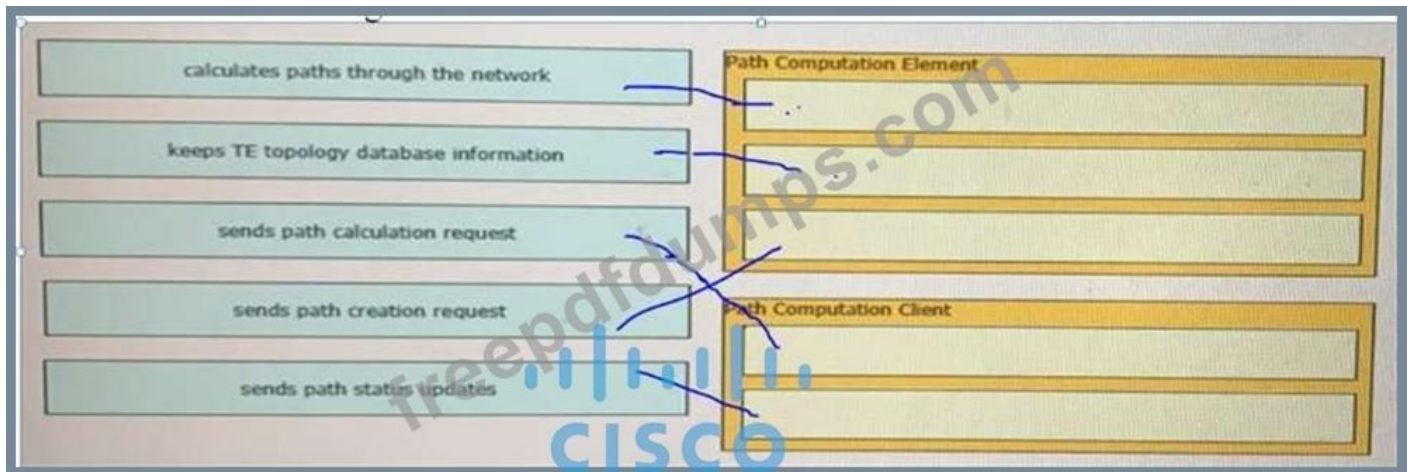 calculates paths through the network
keeps TE topology database information
sends path calculation request
sends path creation request
sends path status updates
Path Computation Element
Path Computation Client
freepdfdumps.com
CISCO